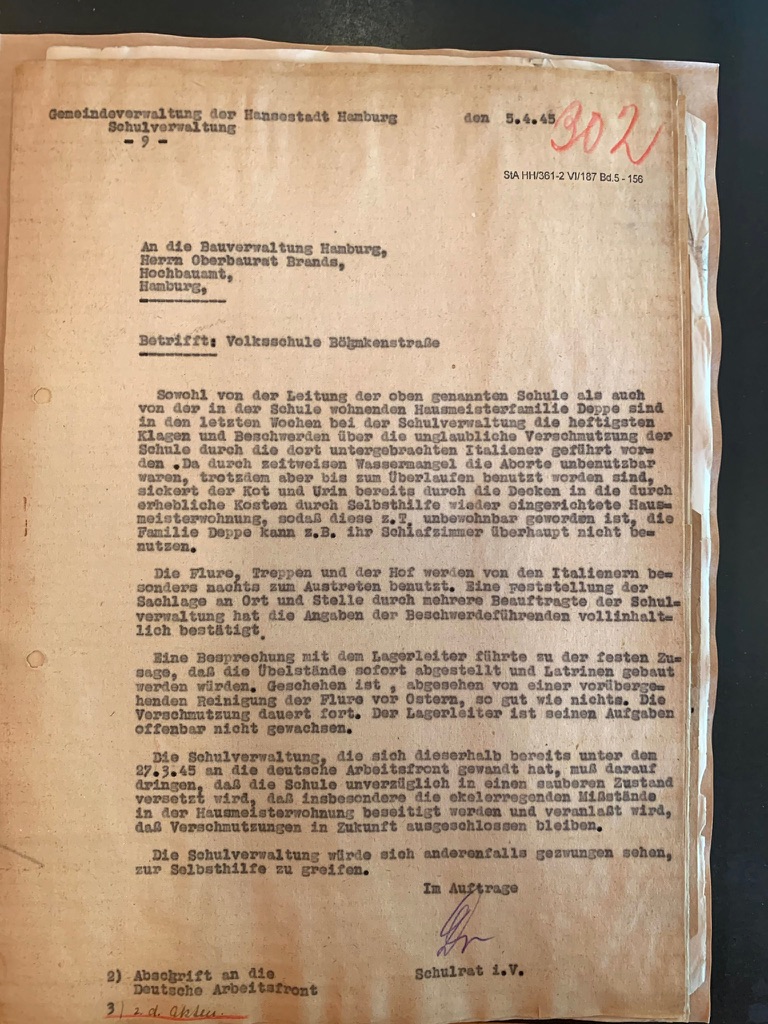 Gemeindeverwaltung der Hansestadt Hamburg den 5.4.45
302
Schulverwaltung
- 9 -
StA HH/361-2 VI/187 Bd.5 - 156
An die Bauverwaltung Hamburg,
Herrn Oberbaurat Brands,
Hochbauamt,
Hamburg,
Betrifft: Volksschule Böhmkenstraße
Sowohl von der Leitung der oben genannten Schule als auch
von der in der Schule wohnenden Hausmeisterfamilie Deppe sind
in den letzten Wochen bei der Schulverwaltung die heftigsten
Klagen und Beschwerden über die unglaubliche Verschmutzung der
Schule durch die dort untergebrachten Italiener geführt wor=
den .Da durch zeitweisen Wassermangel die Aborte unbenutzbar
waren, trotzdem aber bis zum Überlaufen benutzt worden sind,
sickert der Kot und Urin bereits durch die Decken in die durch
erhebliche Kosten durch Selbsthilfe wieder eingerichtete Haus=
meisterwohnung, sodaß diese z.T. unbewohnbar geworden ist, die
Familie Deppe kann z.B. ihr Schlafzimmer überhaupt nicht be=
nutzen.
Die Flure, Treppen und der Hof werden von den Italienern be=
sonders nachts zum Austreten benutzt. Eine Feststellung der
Sachlage an Ort und Stelle durch mehrere Beauftragte der Schul=
verwaltung hat die Angaben der Beschwerdeführenden vollinhalt=
lich bestätigt.
Eine Besprechung mit dem Lagerleiter führte zu der festen Zu=
sage, daß die Übelstände sofort abgestellt und Latrinen gebaut
werden würden. Geschehen ist , abgesehen von einer vorüberge=
henden Reinigung der Flure vor Ostern, so gut wie nichts. Die
Verschmutzung dauert fort. Der Lagerleiter ist seinen Aufgaben
offenbar nicht gewachsen.
Die Schulverwaltung, die sich dieserhalb bereits unter dem
27.3.45 an die deutsche Arbeitsfront gewandt hat, muß darauf
dringen, daß die Schule unverzüglich in einen sauberen Zustand
versetzt wird, daß insbesondere die ekelerregenden Mißstände
in der Hausmeisterwohnung beseitigt werden und veranlaßt wird,
daß Verschmutzungen in Zukunft ausgeschlossen bleiben.
Die Schulverwaltung würde sich anderenfalls gezwungen sehen,
zur Selbsthilfe zu greifen.
Im Auftrage
Schulrat i.V.
2) Abschrift an die
Deutsche Arbeitsfront
3) z. d. Akten.